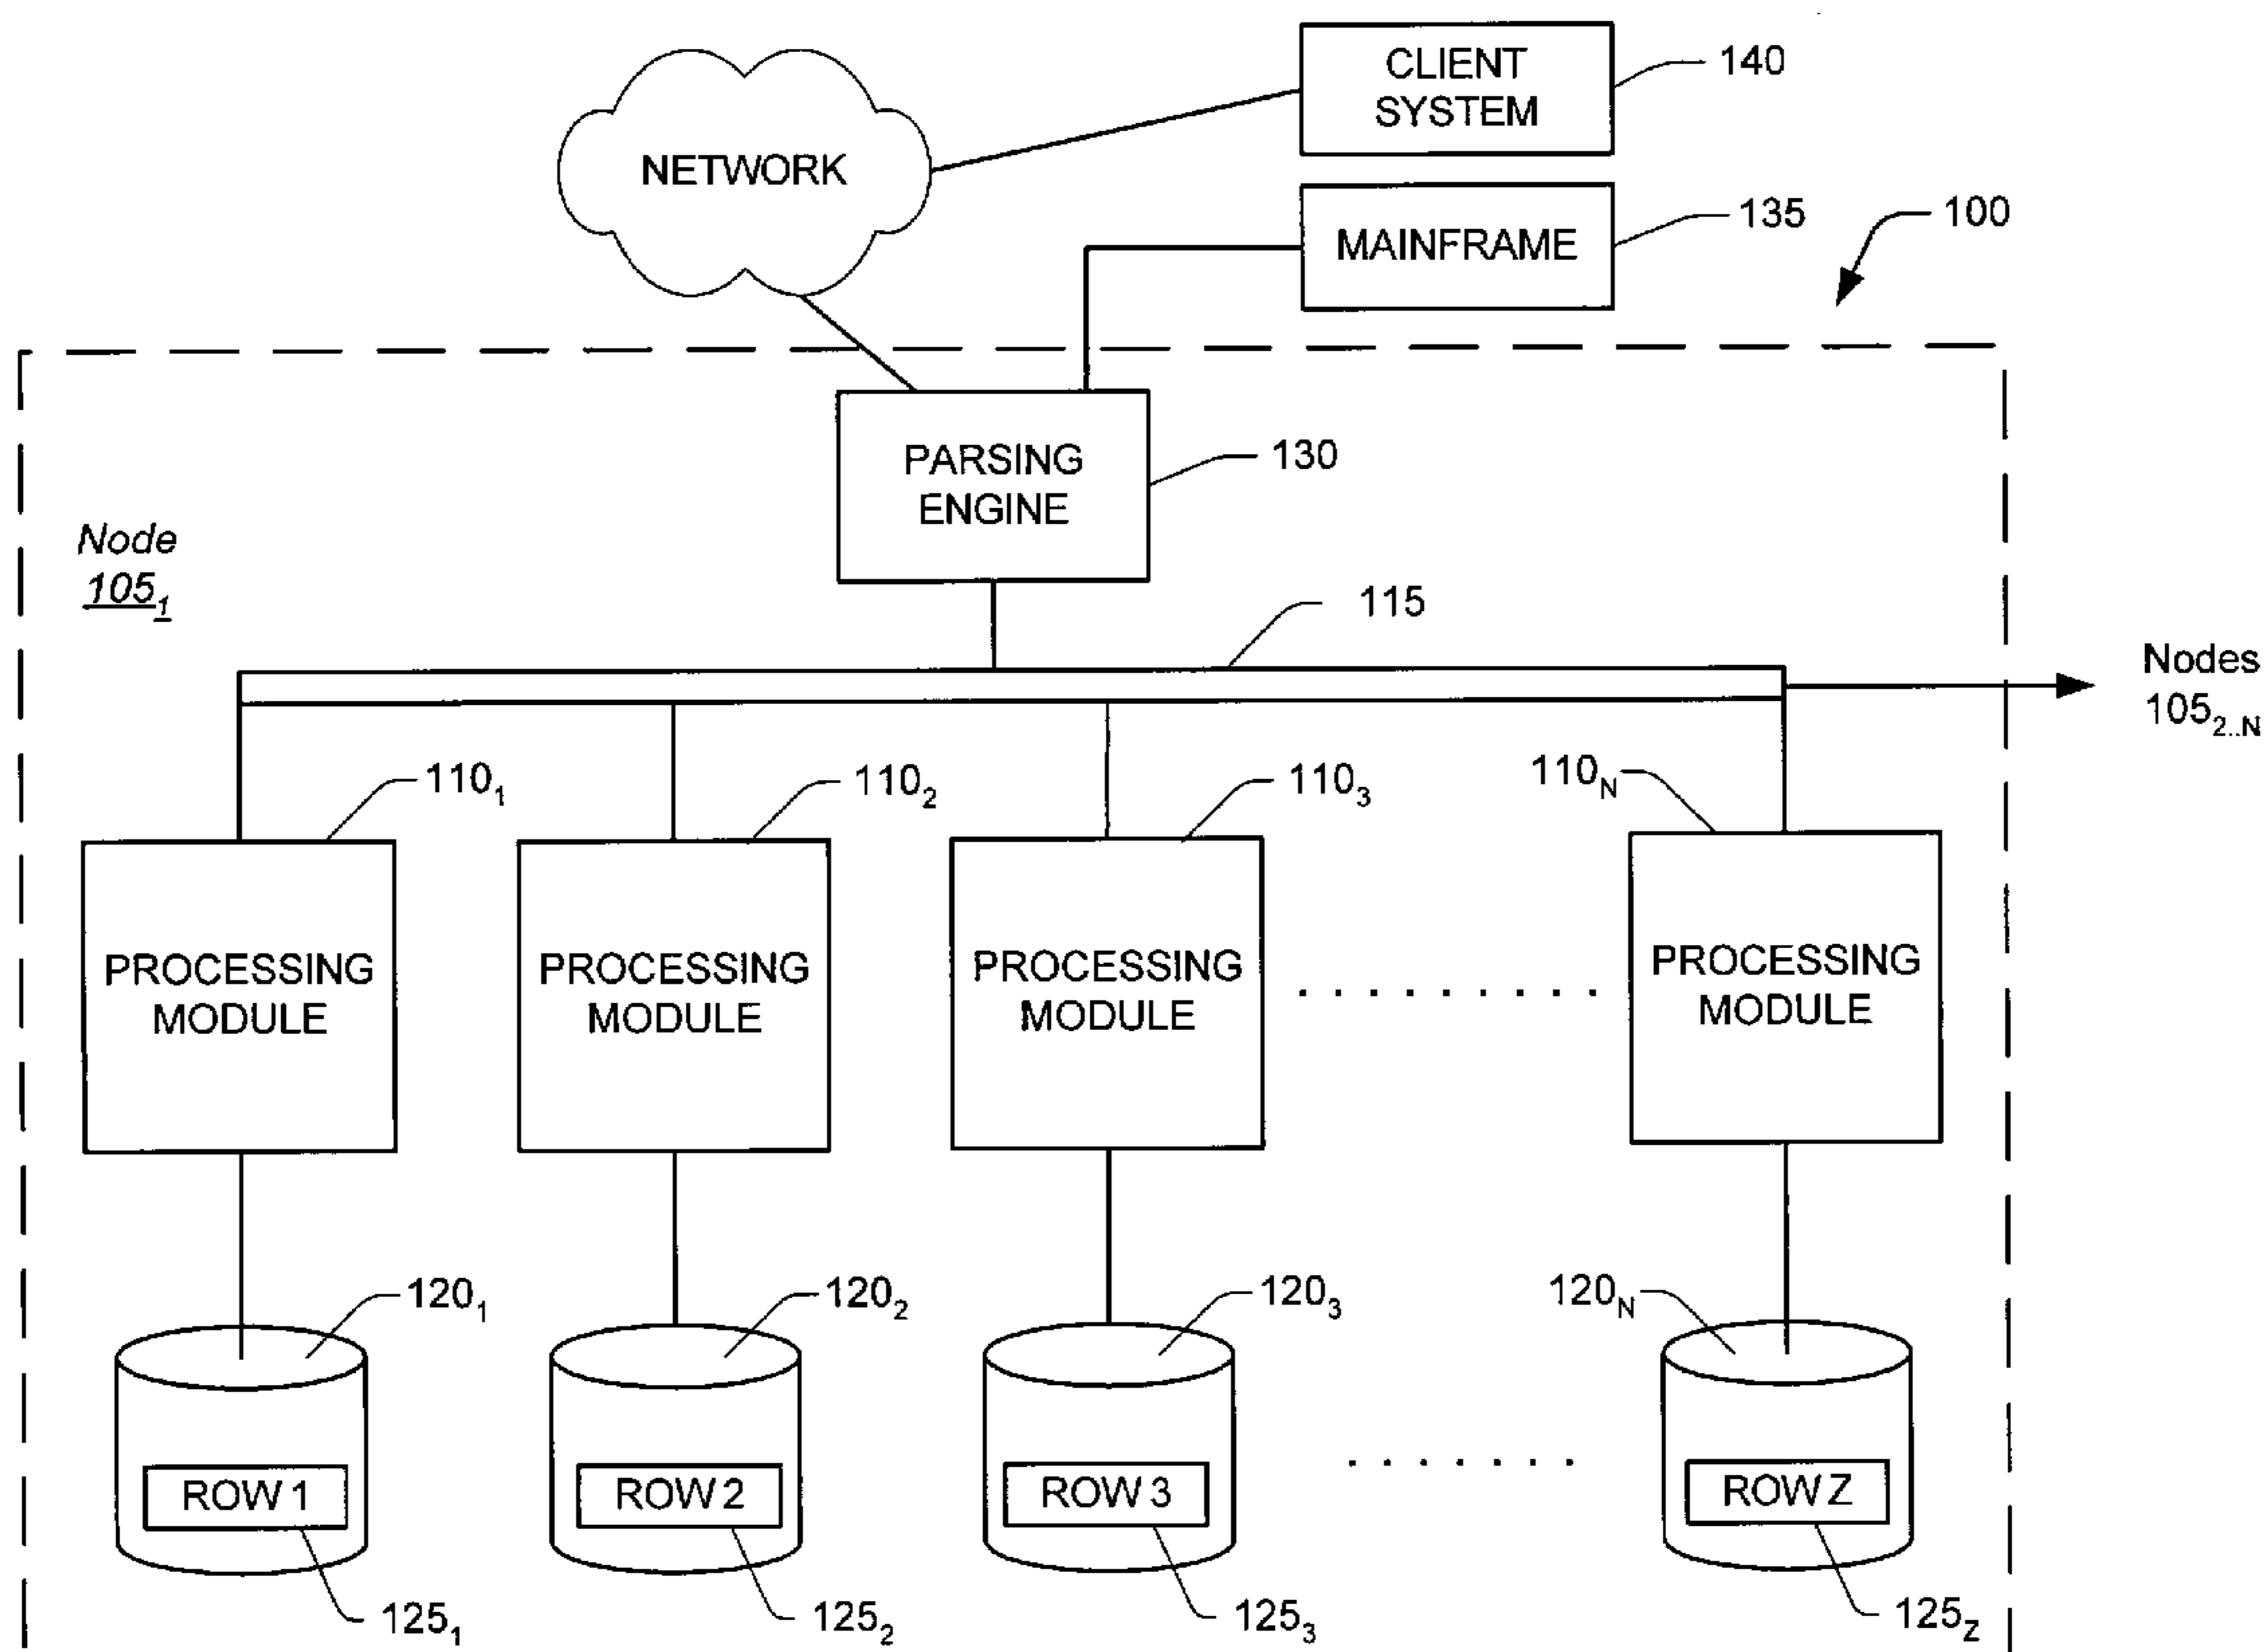 CLIENT
SYSTEM
140
NETWORK
MAINFRAME
135
100
PARSING
ENGINE
130
Node
105₁
115
Nodes
105₂..N
110₁
110₂
110₃
110N
PROCESSING
MODULE
PROCESSING
MODULE
PROCESSING
MODULE
. . . . . . . . .
PROCESSING
MODULE
120₁
120₂
120₃
120N
ROW 1
ROW 2
ROW 3
. . . . . . .
ROW Z
125₁
125₂
125₃
125Z